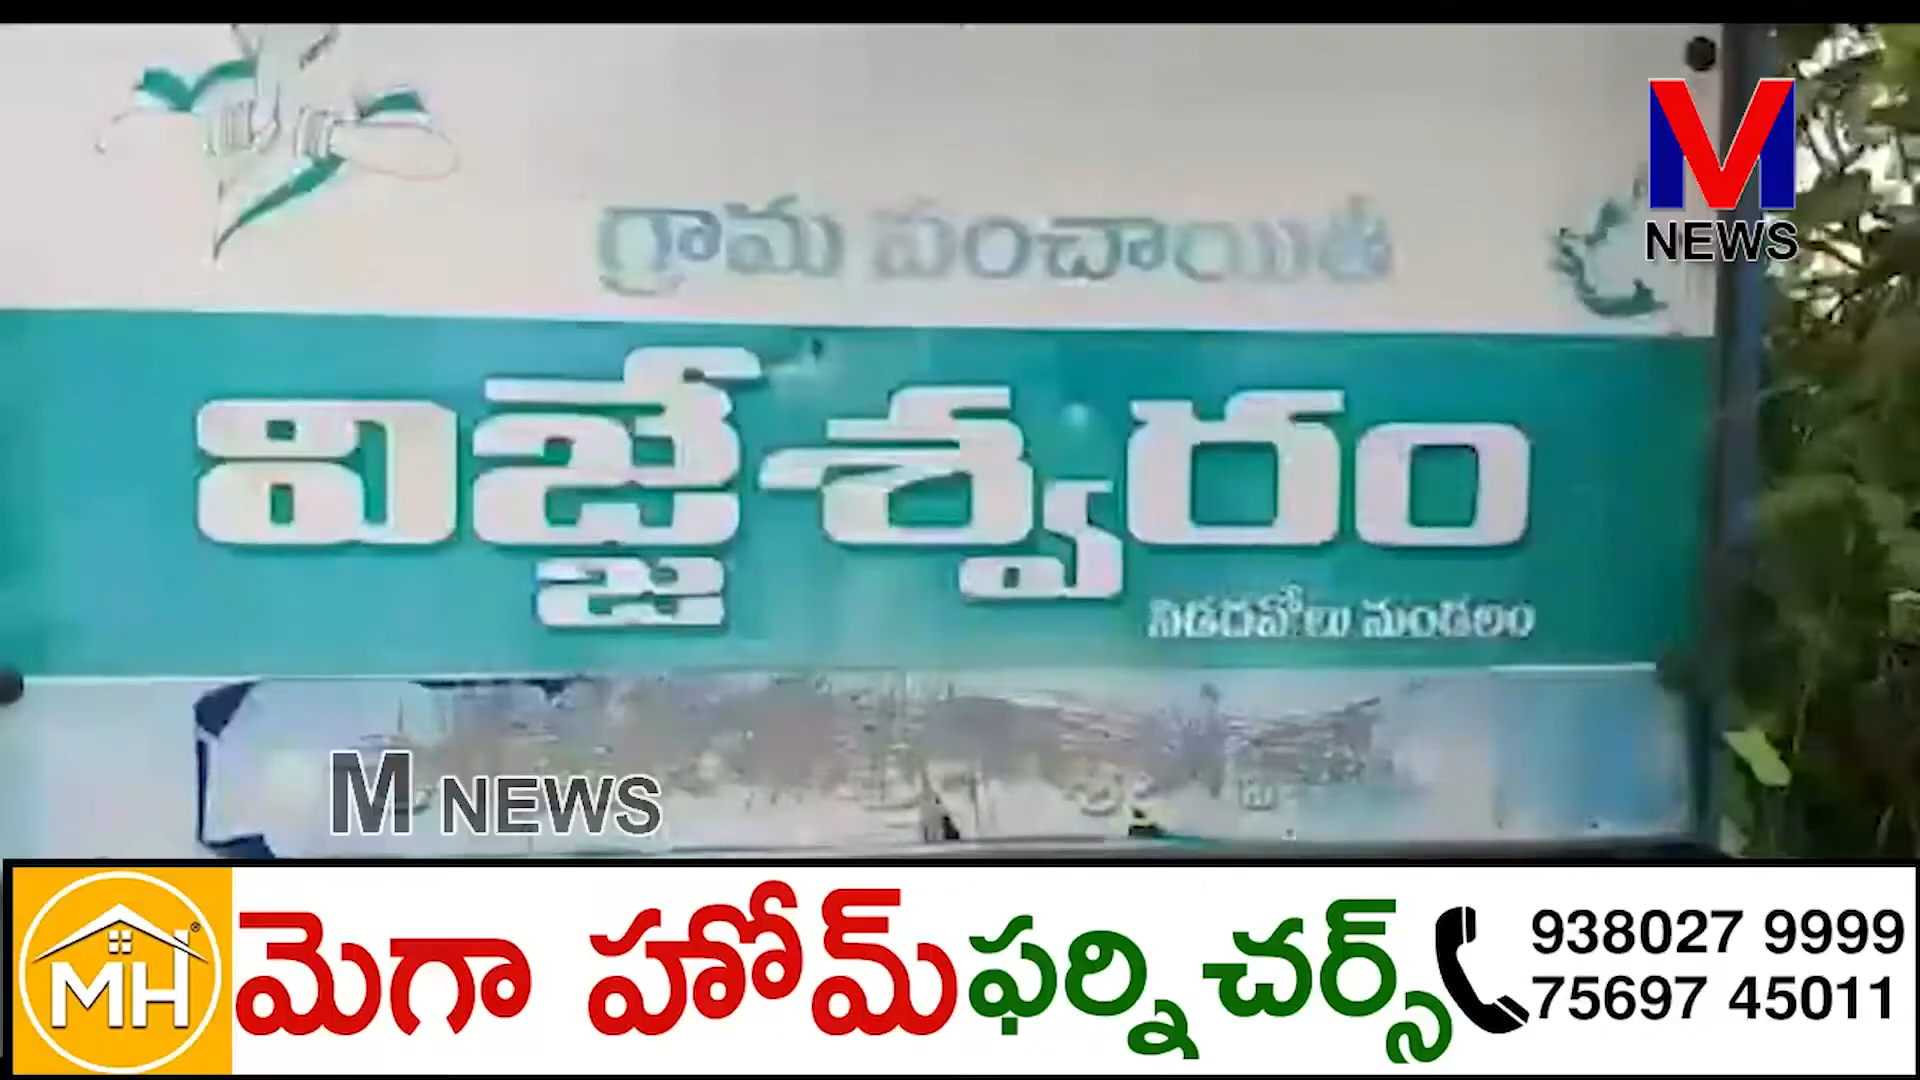 M
NEWS
గ్రామ పంచాయితీ
విజ్జేశ్వరం
నిడదవోలు మండలం
M NEWS
MH
మెగా హోమ్ ఫర్నిచర్స్
938027 9999
75697 45011